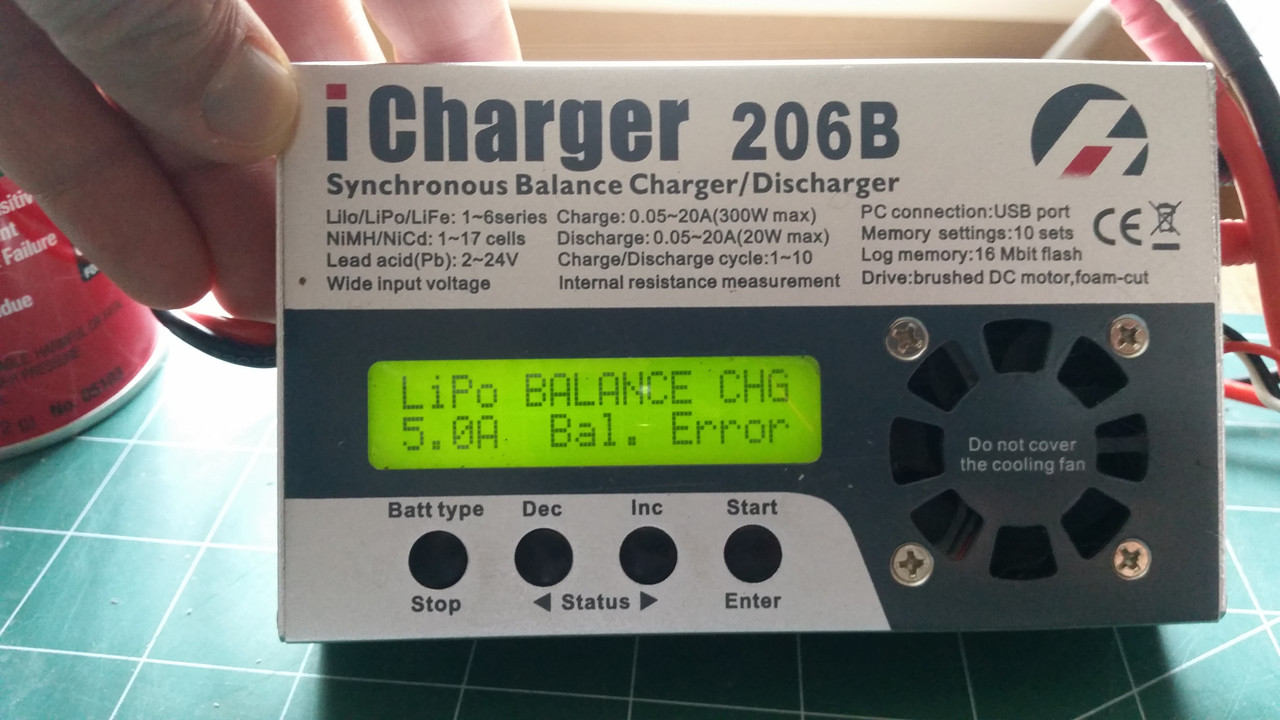 iCharger 206B
Synchronous Balance Charger/Discharger
LiIo/LiPo/LiFe: 1~6series
NiMH/NiCd: 1~17 cells
Lead acid(Pb): 2~24V
Wide input voltage
Charge: 0.05~20A(300W max)
Discharge: 0.05~20A(20W max)
Charge/Discharge cycle:1~10
Internal resistance measurement
PC connection:USB port
Memory settings:10 sets
Log memory:16 Mbit flash
Drive:brushed DC motor,foam-cut
CE
LiPo BALANCE CHG
5.0A Bal. Error
Do not cover
the cooling fan
Batt type
Dec
Inc
Start
Stop
◀ Status ▶
Enter
Failure
due